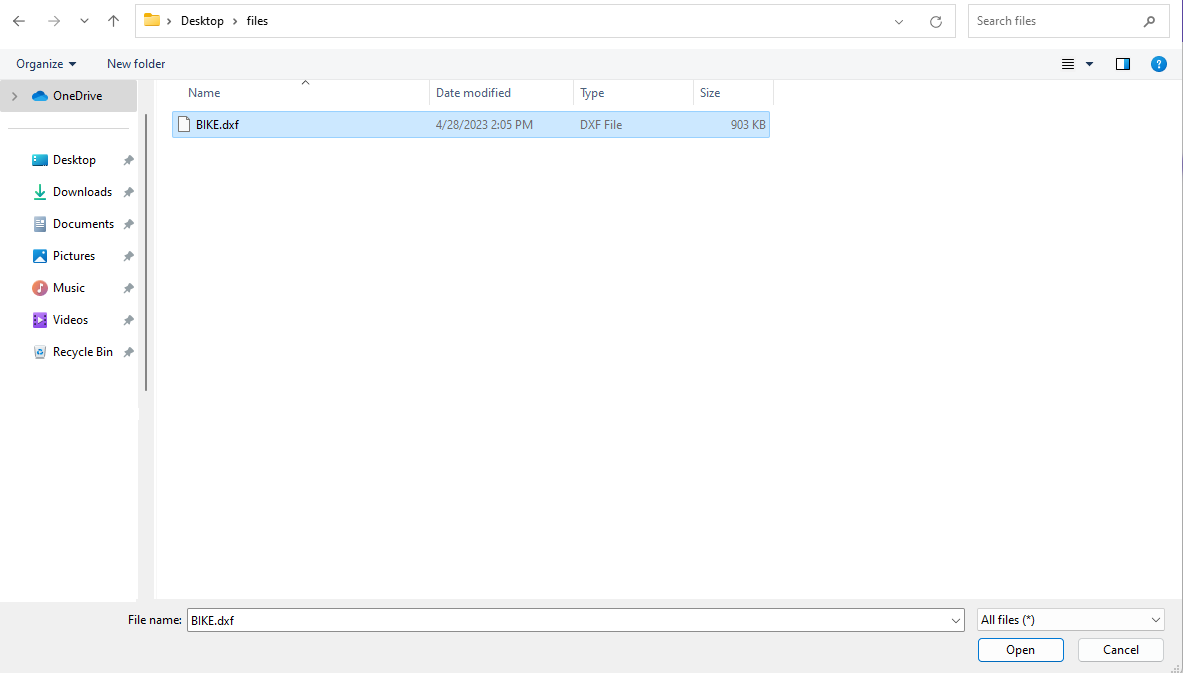 Desktop files
Search files
Organize New folder
OneDrive
Name Date modified Type Size
BIKE.dxf 4/28/2023 2:05 PM DXF File 903 KB
Desktop
Downloads
Documents
Pictures
Music
Videos
Recycle Bin
File name: BIKE.dxf All files (*)
Open Cancel